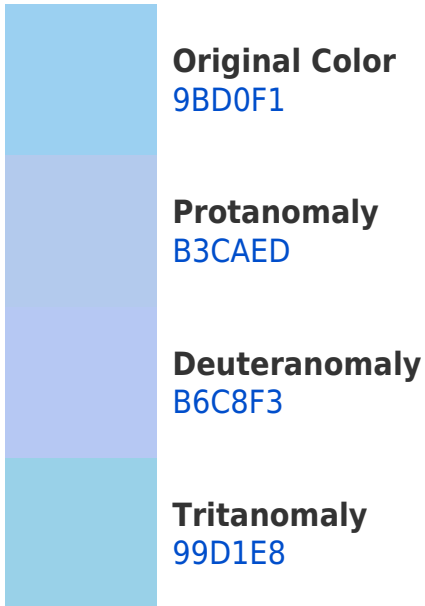 Original Color
9BD0F1
Protanomaly
B3CAED
Deuteranomaly
B6C8F3
Tritanomaly
99D1E8